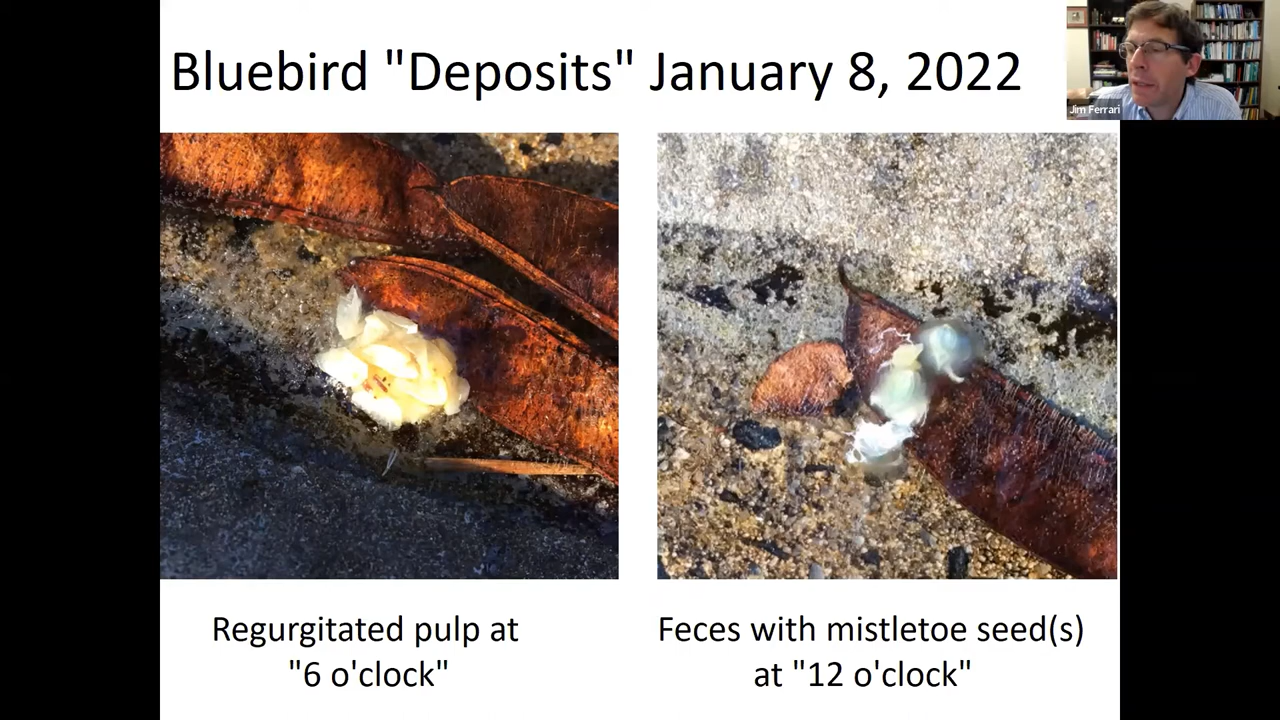 Bluebird "Deposits" January 8, 2022
Jim Ferrari
Regurgitated pulp at
"6 o'clock"
Feces with mistletoe seed(s)
at "12 o'clock"